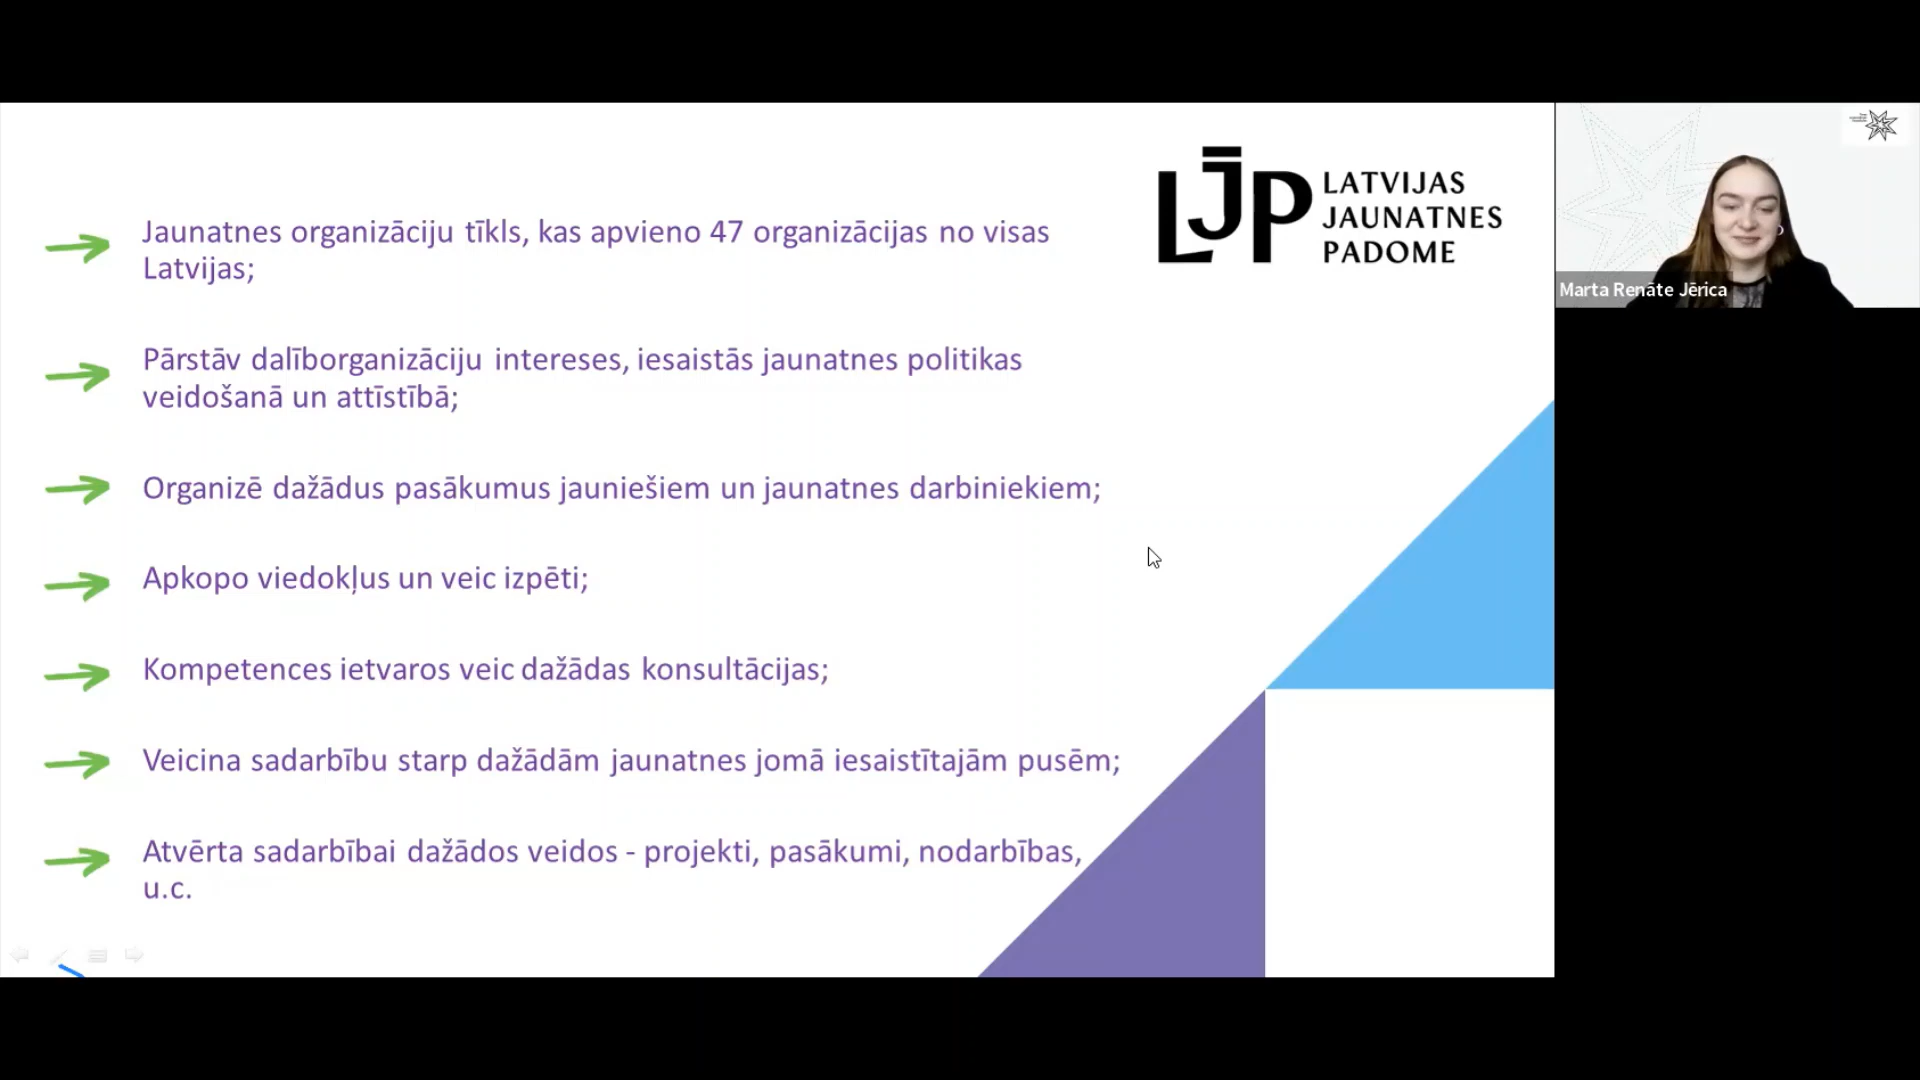 LJP LATVIJAS
JAUNATNES
PADOME
Jaunatnes organizāciju tīkls, kas apvieno 47 organizācijas no visas
Latvijas;
Pārstāv dalīborganizāciju intereses, iesaistās jaunatnes politikas
veidošanā un attīstībā;
Organizē dažādus pasākumus jauniešiem un jaunatnes darbiniekiem;
Apkopo viedokļus un veic izpēti;
Kompetences ietvaros veic dažādas konsultācijas;
Veicina sadarbību starp dažādām jaunatnes jomā iesaistītajām pusēm;
Atvērta sadarbībai dažādos veidos - projekti, pasākumi, nodarbības,
u.c.
Marta Renāte Jērica